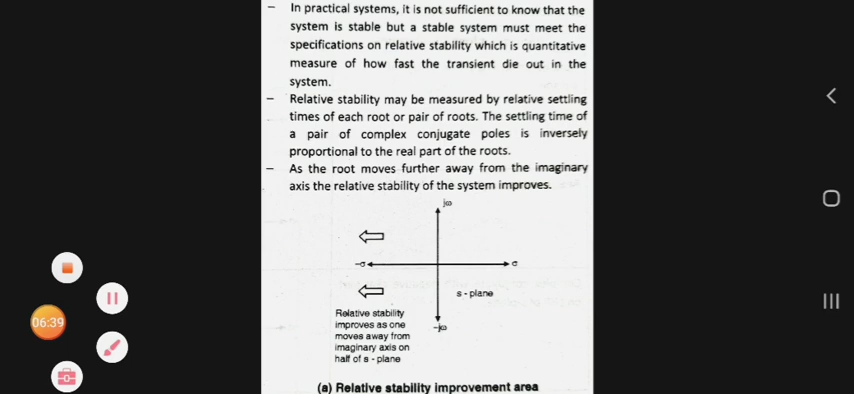 – In practical systems, it is not sufficient to know that the
system is stable but a stable system must meet the
specifications on relative stability which is quantitative
measure of how fast the transient die out in the
system.
– Relative stability may be measured by relative settling
times of each root or pair of roots. The settling time of
a pair of complex conjugate poles is inversely
proportional to the real part of the roots.
– As the root moves further away from the imaginary
axis the relative stability of the system improves.
jω
–σ
σ
s - plane
Relative stability
improves as one
moves away from
imaginary axis on
half of s - plane
–jω
(a) Relative stability improvement area
06:39